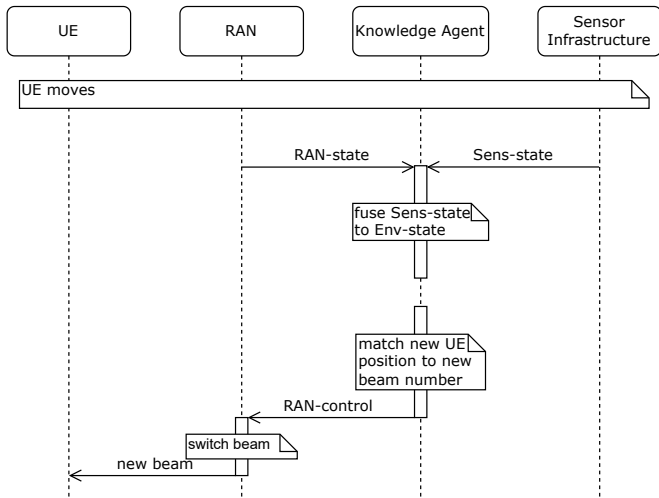 UE
RAN
Knowledge Agent
Sensor
Infrastructure
UE moves
RAN-state
Sens-state
fuse Sens-state
to Env-state
match new UE
position to new
beam number
RAN-control
switch beam
new beam